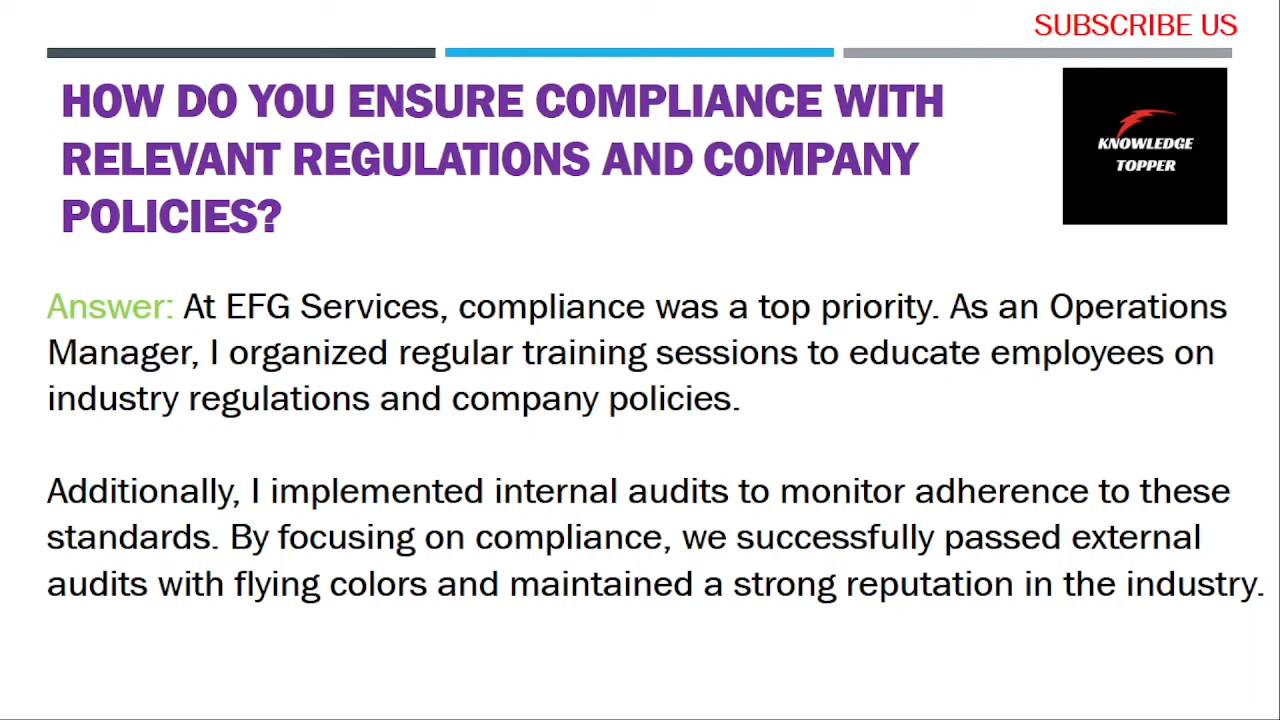 SUBSCRIBE US
HOW DO YOU ENSURE COMPLIANCE WITH
RELEVANT REGULATIONS AND COMPANY
POLICIES?
KNOWLEDGE
TOPPER
Answer: At EFG Services, compliance was a top priority. As an Operations
Manager, I organized regular training sessions to educate employees on
industry regulations and company policies.
Additionally, I implemented internal audits to monitor adherence to these
standards. By focusing on compliance, we successfully passed external
audits with flying colors and maintained a strong reputation in the industry.